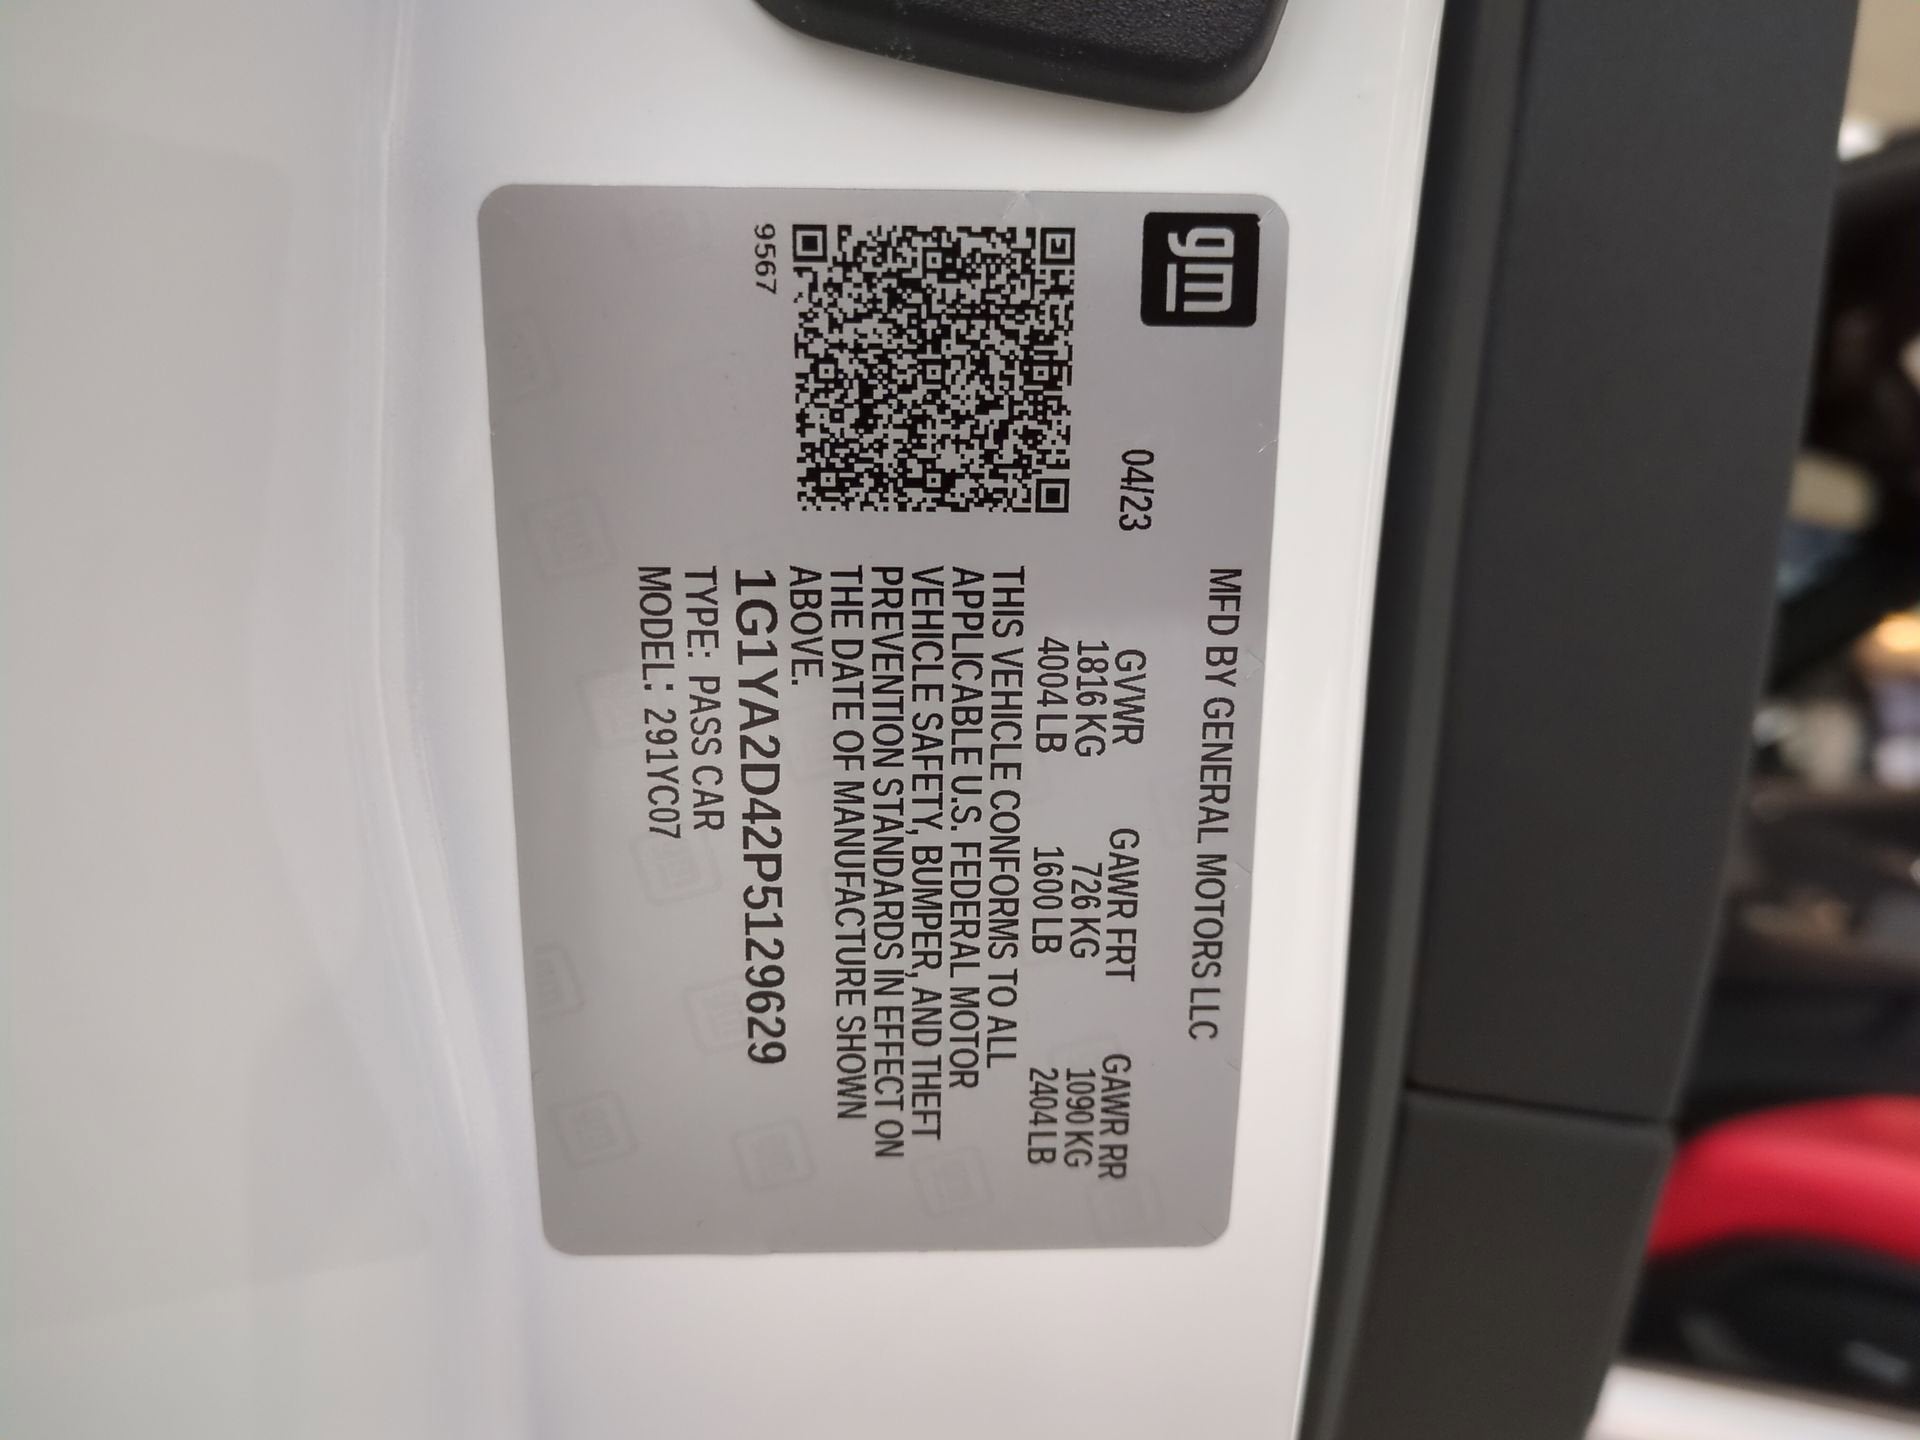 gm
MFD BY GENERAL MOTORS LLC
04/23
GVWR GAWR FRT GAWR RR
1816 KG 726 KG 1090 KG
4004 LB 1600 LB 2404 LB
THIS VEHICLE CONFORMS TO ALL
APPLICABLE U.S. FEDERAL MOTOR
VEHICLE SAFETY, BUMPER, AND THEFT
PREVENTION STANDARDS IN EFFECT ON
THE DATE OF MANUFACTURE SHOWN
ABOVE.
1G1YA2D42P5129629
TYPE: PASS CAR
MODEL: 291YC07
9567